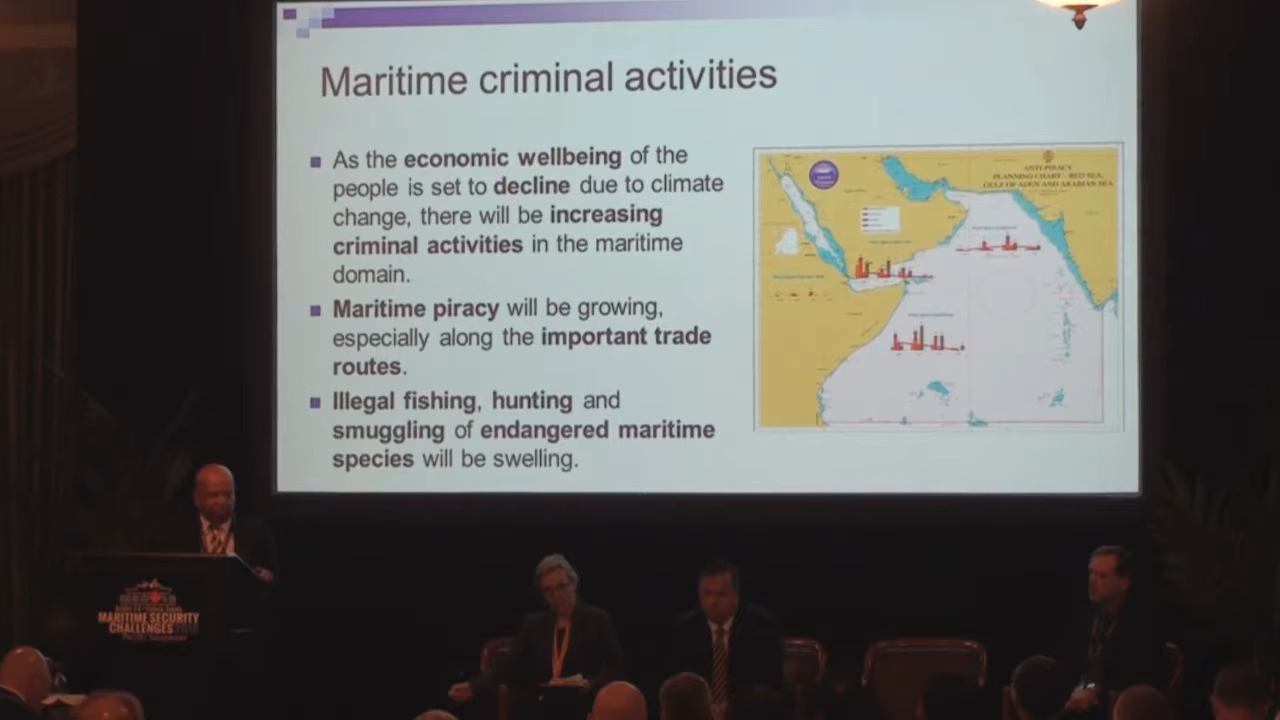 Maritime criminal activities
As the economic wellbeing of the
people is set to decline due to climate
change, there will be increasing
criminal activities in the maritime
domain.
Maritime piracy will be growing,
especially along the important trade
routes.
Illegal fishing, hunting and
smuggling of endangered maritime
species will be swelling.
ANTI-PIRACY
PLANNING CHART - RED SEA,
GULF OF ADEN AND ARABIAN SEA
MARITIME SECURITY
CHALLENGES